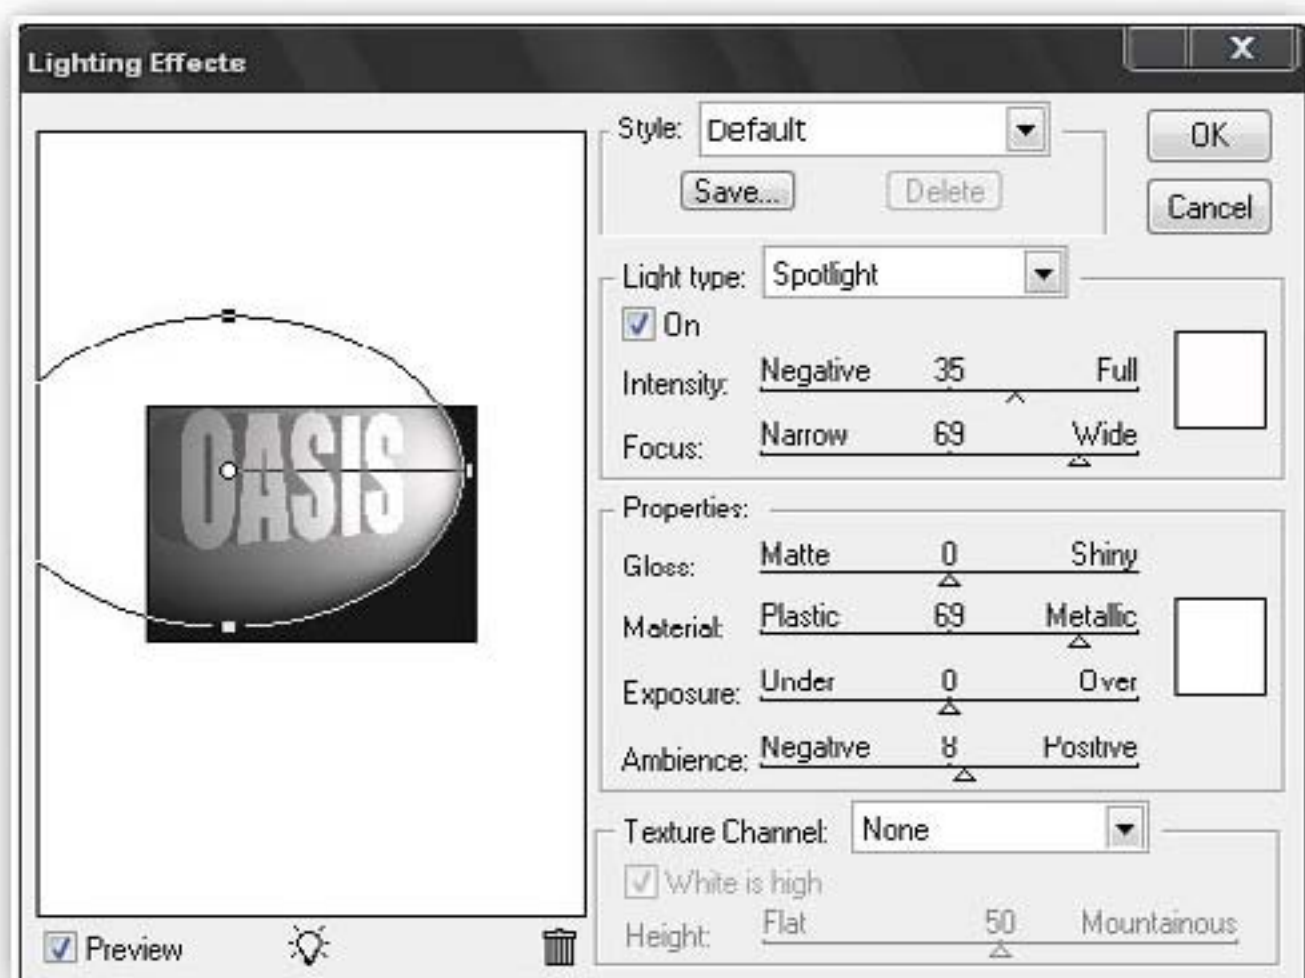 Lighting Effects
X
Style: Default
OK
Save... Delete
Cancel
Light type: Spotlight
On
Intensity: Negative 35 Full
Focus: Narrow 69 Wide
OASIS
Properties:
Gloss: Matte 0 Shiny
Material: Plastic 69 Metallic
Exposure: Under 0 Over
Ambience: Negative 8 Positive
Texture Channel: None
White is high
Height: Flat 50 Mountainous
Preview